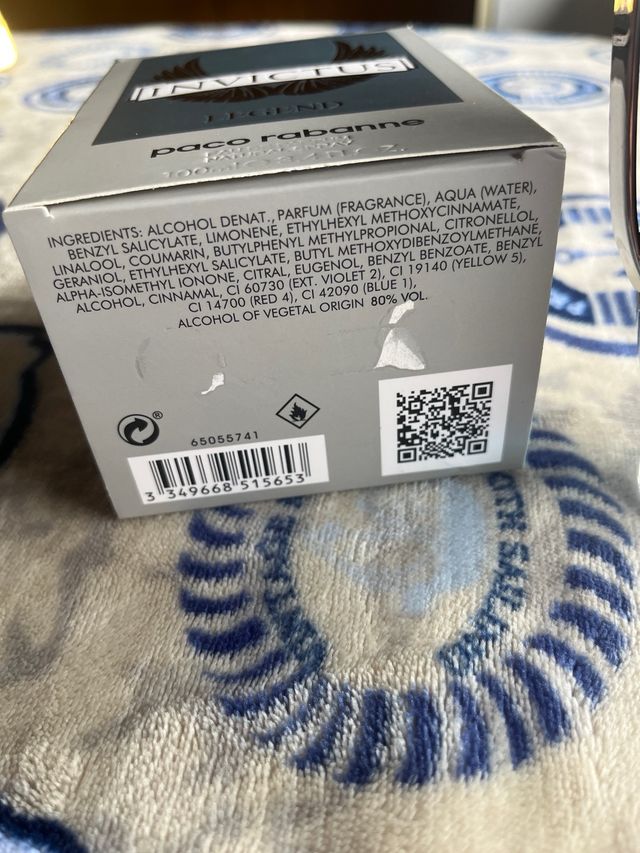 INVICTUS
LEGEND
paco rabanne
INGREDIENTS: ALCOHOL DENAT., PARFUM (FRAGRANCE), AQUA (WATER),
BENZYL SALICYLATE, LIMONENE, ETHYLHEXYL METHOXYCINNAMATE,
LINALOOL, COUMARIN, BUTYLPHENYL METHYLPROPIONAL, CITRONELLOL,
GERANIOL, ETHYLHEXYL SALICYLATE, BUTYL METHOXYDIBENZOYLMETHANE,
ALPHA-ISOMETHYL IONONE, CITRAL, EUGENOL, BENZYL BENZOATE, BENZYL
ALCOHOL, CINNAMAL, CI 60730 (EXT. VIOLET 2), CI 19140 (YELLOW 5),
CI 14700 (RED 4), CI 42090 (BLUE 1),
ALCOHOL OF VEGETAL ORIGIN 80% VOL.
®
65055741
3 349668 515653